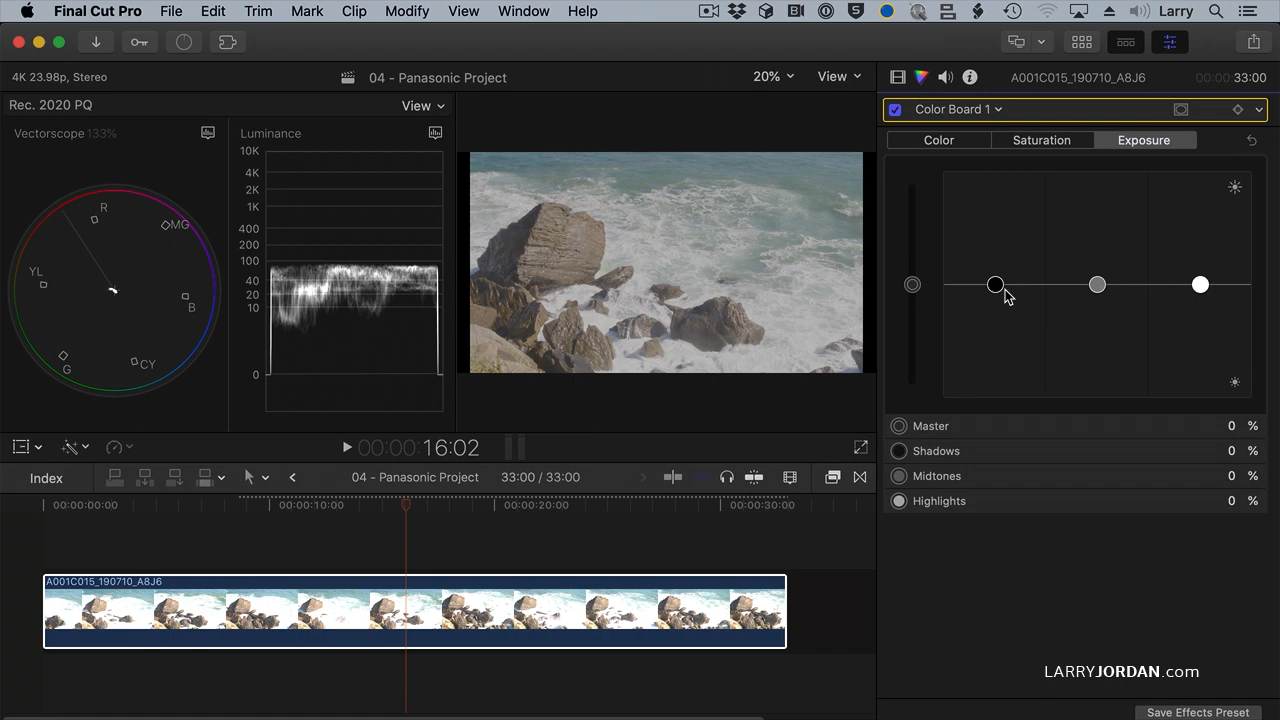 Final Cut Pro File Edit Trim Mark Clip Modify View Window Help Larry
4K 23.98p, Stereo 04 - Panasonic Project 20% View A001C015_190710_A8J6 00:00:33:00
Rec. 2020 PQ View Color Board 1
Vectorscope 133% Luminance
Color Saturation Exposure
10K
4K
2K
1K
400
200
100
40
20
10
0
R
MG
YL
B
G
CY
Master 0 %
Shadows 0 %
Midtones 0 %
Highlights 0 %
00:00:16:02
Index 04 - Panasonic Project 33:00 / 33:00
00:00:00:00 00:00:10:00 00:00:20:00 00:00:30:00
A001C015_190710_A8J6
LARRYJORDAN.com
Save Effects Preset